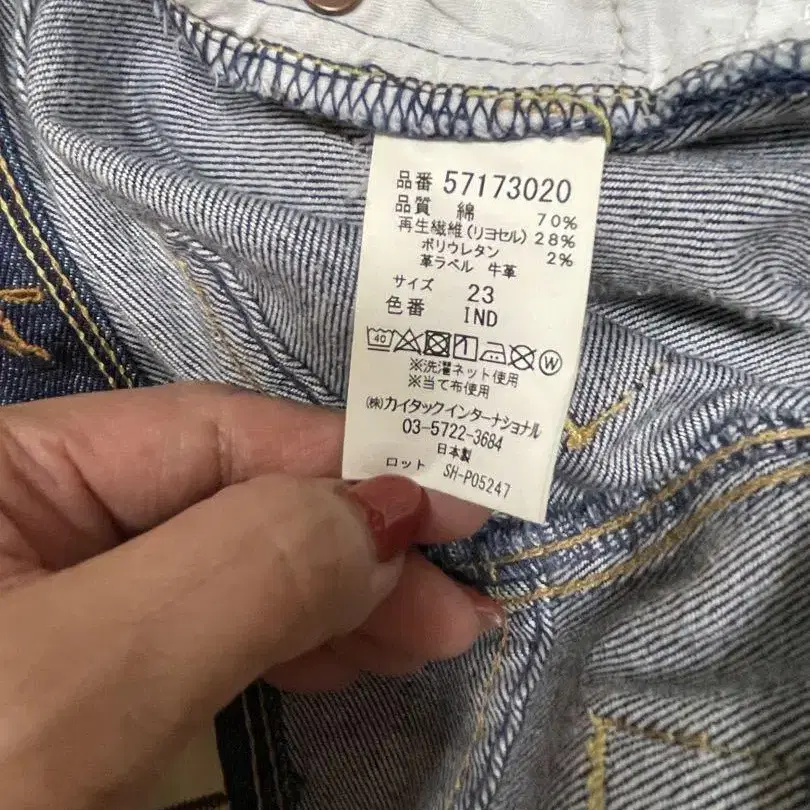 品番 57173020
品質 綿 70%
再生繊維(リヨセル) 28%
ポリウレタン 2%
革ラベル 牛革
サイズ 23
色番 IND
40 W
※洗濯ネット使用
※当て布使用
㈱カイタックインターナショナル
03-5722-3684
日本製
ロット SH-P05247